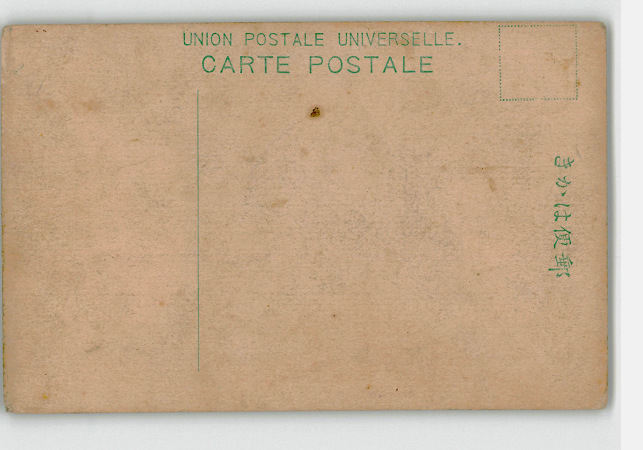 UNION POSTALE UNIVERSELLE.
CARTE POSTALE
郵便はかき